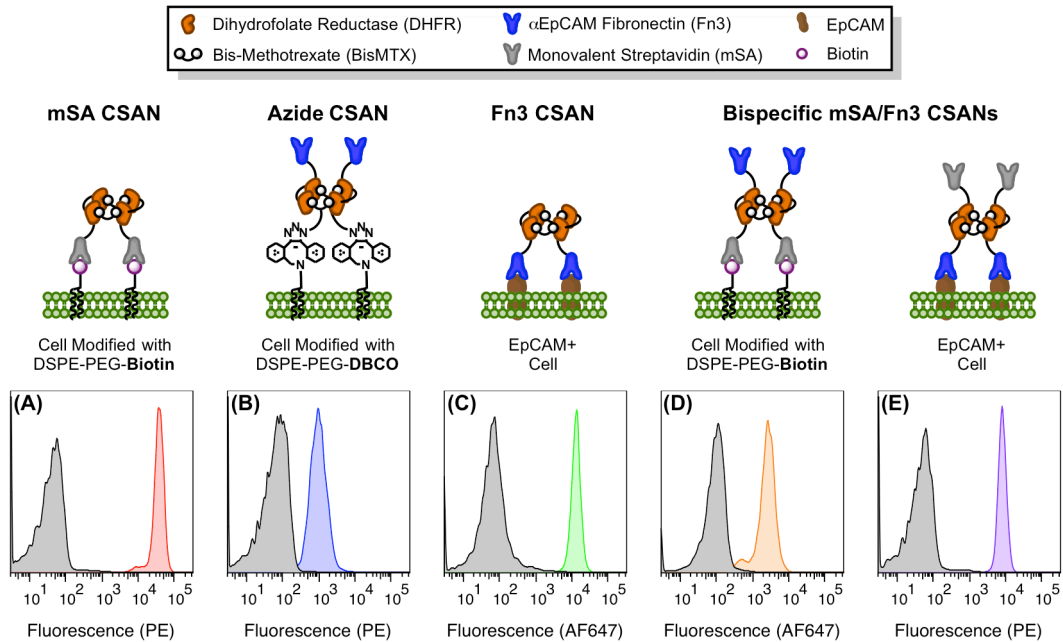 Dihydrofolate Reductase (DHFR)
αEpCAM Fibronectin (Fn3)
EpCAM
Bis-Methotrexate (BisMTX)
Monovalent Streptavidin (mSA)
Biotin
mSA CSAN
Azide CSAN
Fn3 CSAN
Bispecific mSA/Fn3 CSANs
N N N
N N N
N
N
Cell Modified with
DSPE-PEG-Biotin
Cell Modified with
DSPE-PEG-DBCO
EpCAM+
Cell
Cell Modified with
DSPE-PEG-Biotin
EpCAM+
Cell
(A)
10¹ 10² 10³ 10⁴ 10⁵
Fluorescence (PE)
(B)
10¹ 10² 10³ 10⁴ 10⁵
Fluorescence (PE)
(C)
10¹ 10² 10³ 10⁴ 10⁵
Fluorescence (AF647)
(D)
10¹ 10² 10³ 10⁴ 10⁵
Fluorescence (AF647)
(E)
10¹ 10² 10³ 10⁴ 10⁵
Fluorescence (PE)